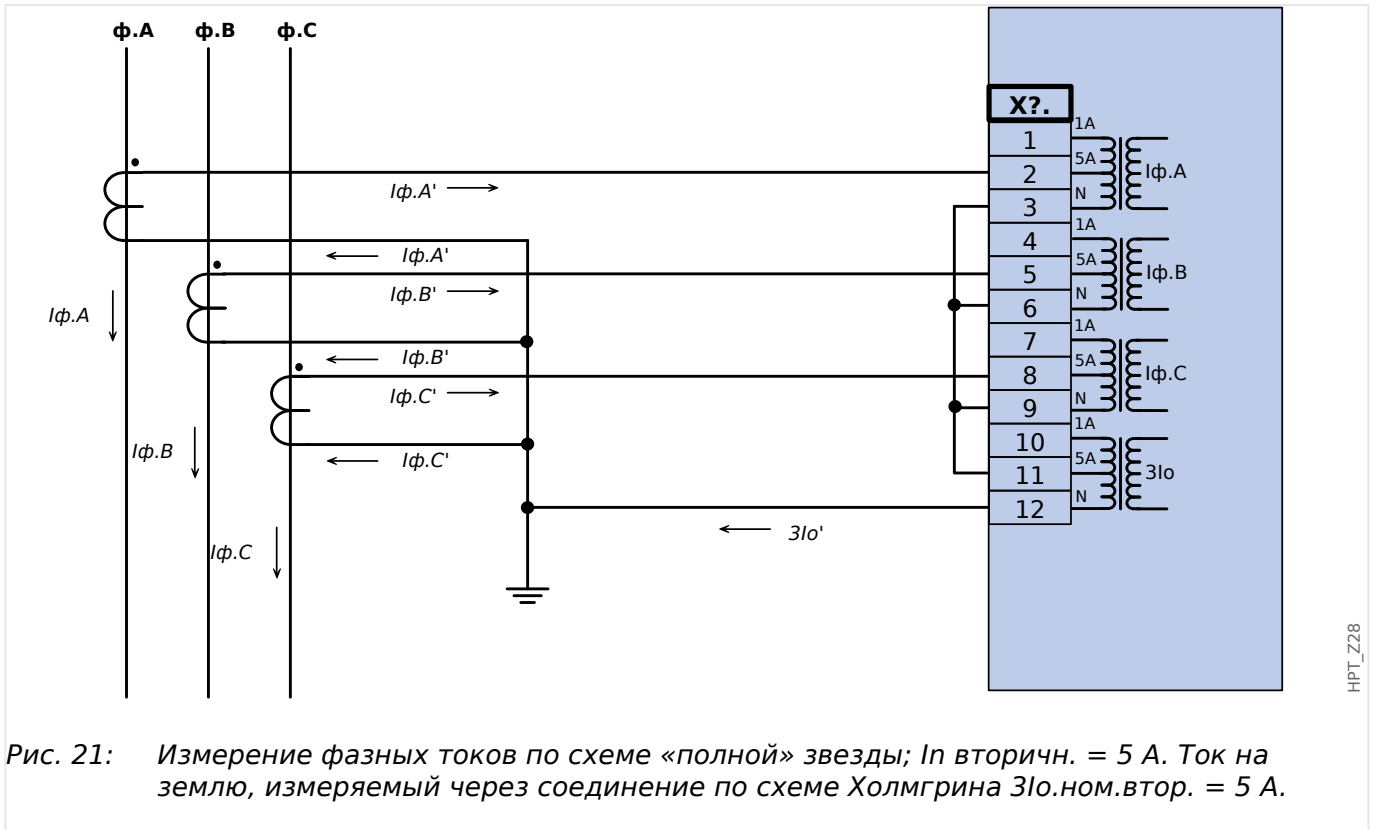 ф.A ф.B ф.C
X?.
1
2
3
4
5
6
7
8
9
10
11
12
1A
5A
N
Iф.A
1A
5A
N
Iф.B
1A
5A
N
Iф.C
1A
5A
N
3Io
Iф.A'
Iф.A'
Iф.B'
Iф.A
Iф.B'
Iф.C'
Iф.B
Iф.C'
3Io'
Iф.C
HPT_Z28
Рис. 21: Измерение фазных токов по схеме «полной» звезды; In вторичн. = 5 А. Ток на
землю, измеряемый через соединение по схеме Холмгрина 3Io.ном.втор. = 5 А.